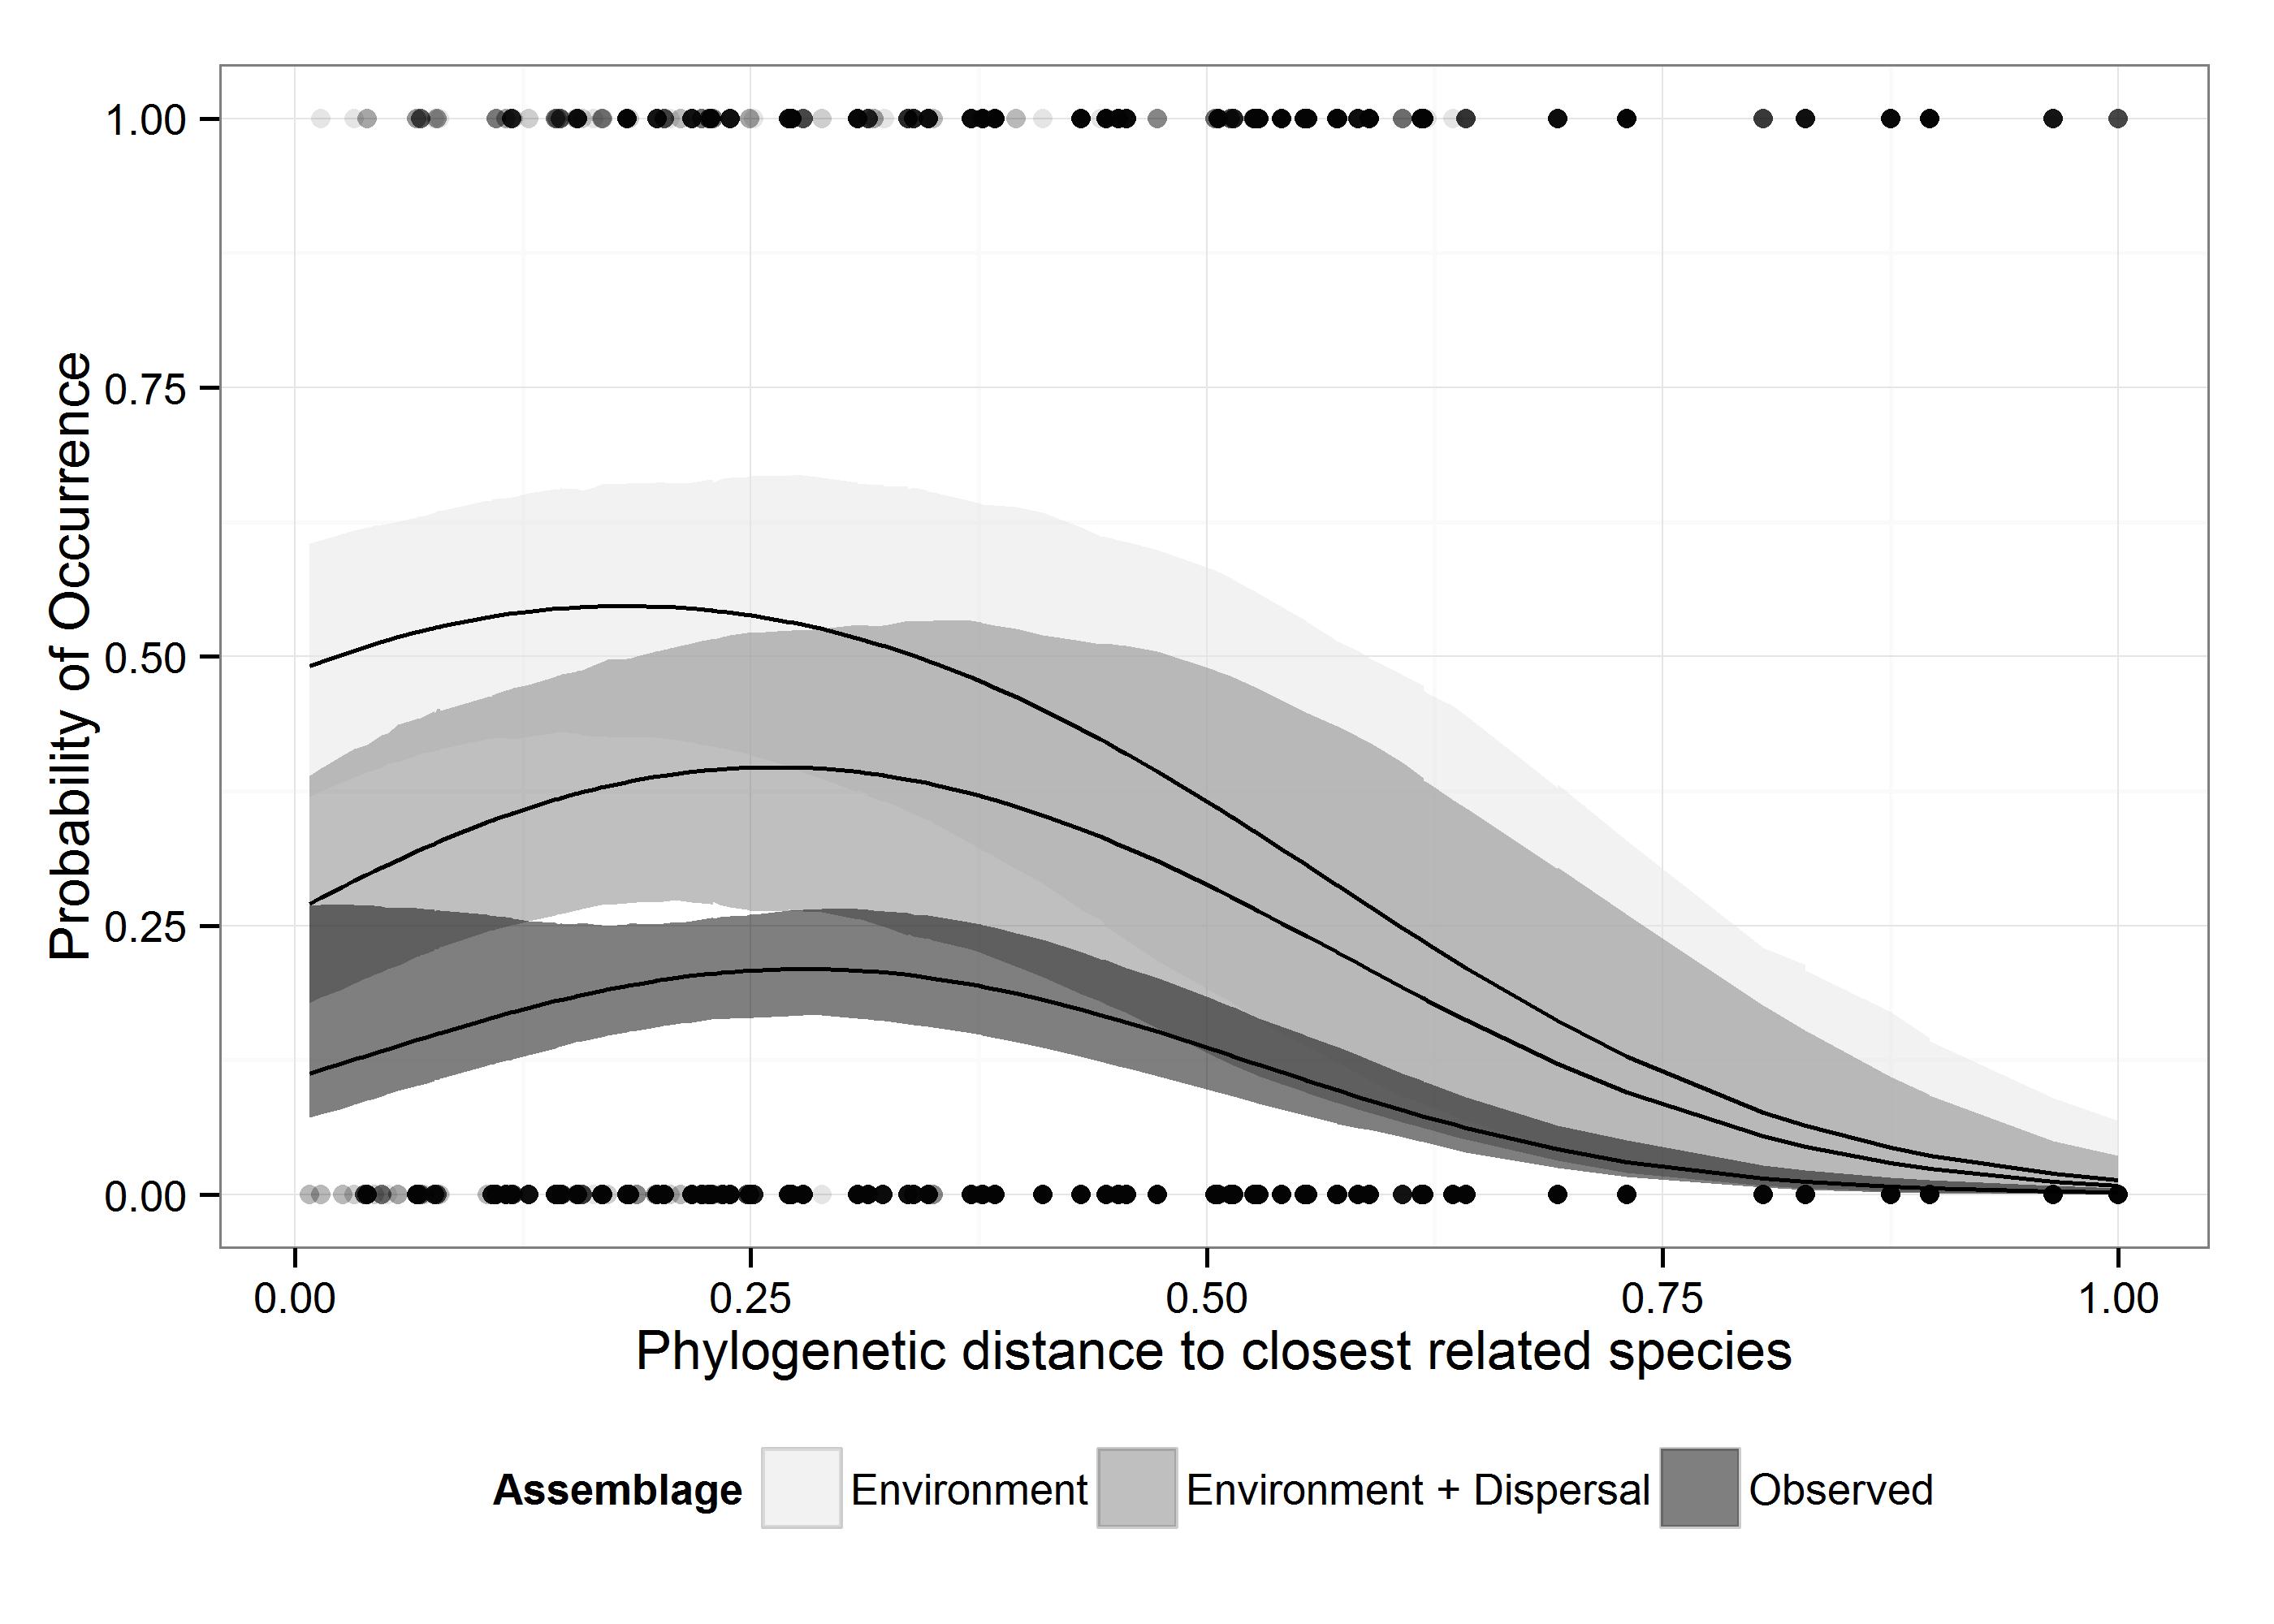 1.00
0.75
0.50
0.25
0.00
Probability of Occurrence
0.00 0.25 0.50 0.75 1.00
Phylogenetic distance to closest related species
Assemblage Environment Environment + Dispersal Observed